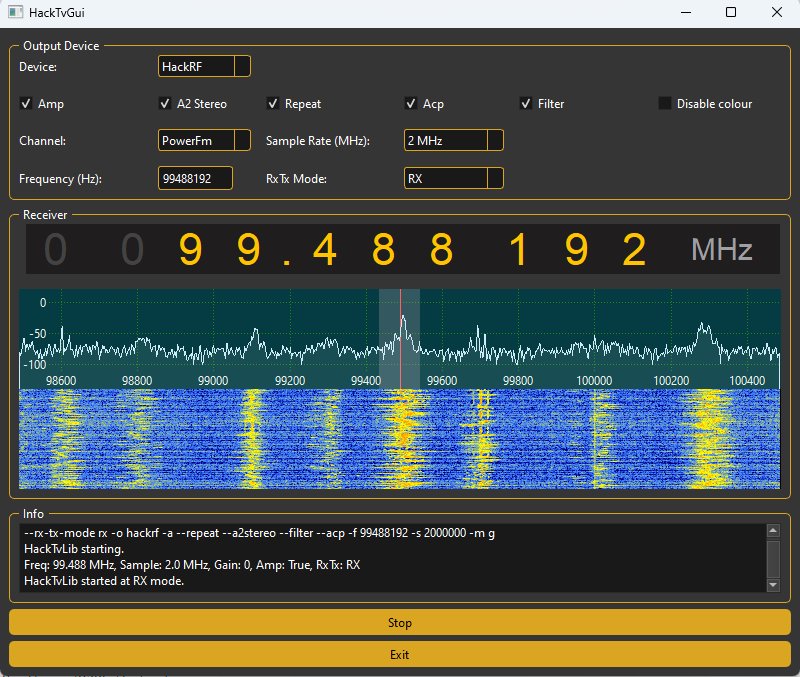 HackTvGui
Output Device
Device: HackRF
Amp A2 Stereo Repeat Acp Filter Disable colour
Channel: PowerFm Sample Rate (MHz): 2 MHz
Frequency (Hz): 99488192 RxTx Mode: RX
Receiver
0 0 9 9 . 4 8 8 1 9 2 MHz
0
-50
-100
98600 98800 99000 99200 99400 99600 99800 100000 100200 100400
Info
--rx-tx-mode rx -o hackrf -a --repeat --a2stereo --filter --acp -f 99488192 -s 2000000 -m g
HackTvLib starting.
Freq: 99.488 MHz, Sample: 2.0 MHz, Gain: 0, Amp: True, RxTx: RX
HackTvLib started at RX mode.
Stop
Exit